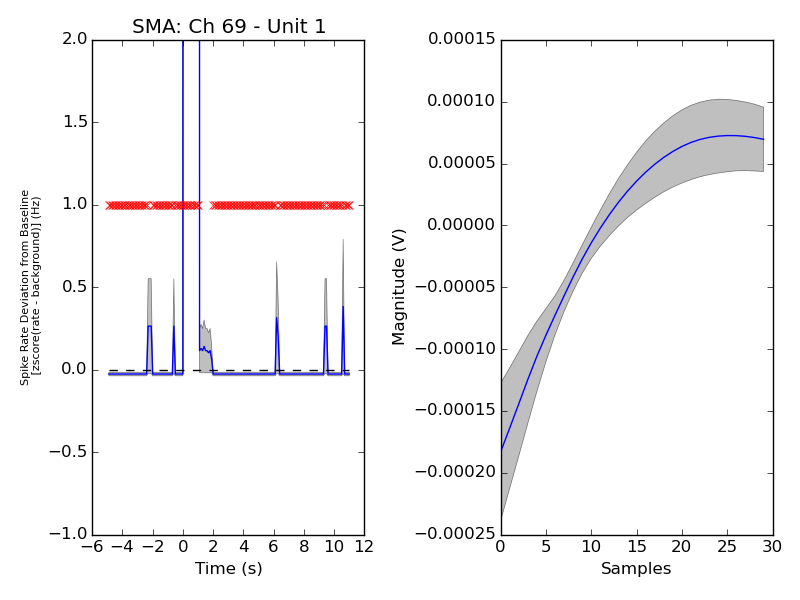 SMA: Ch 69 - Unit 1
2.0
1.5
1.0
0.5
0.0
−0.5
−1.0
−6 −4 −2 0 2 4 6 8 10 12
Time (s)
Spike Rate Deviation from Baseline
[zscore(rate - background)] (Hz)
0.00015
0.00010
0.00005
0.00000
−0.00005
−0.00010
−0.00015
−0.00020
−0.00025
0 5 10 15 20 25 30
Samples
Magnitude (V)